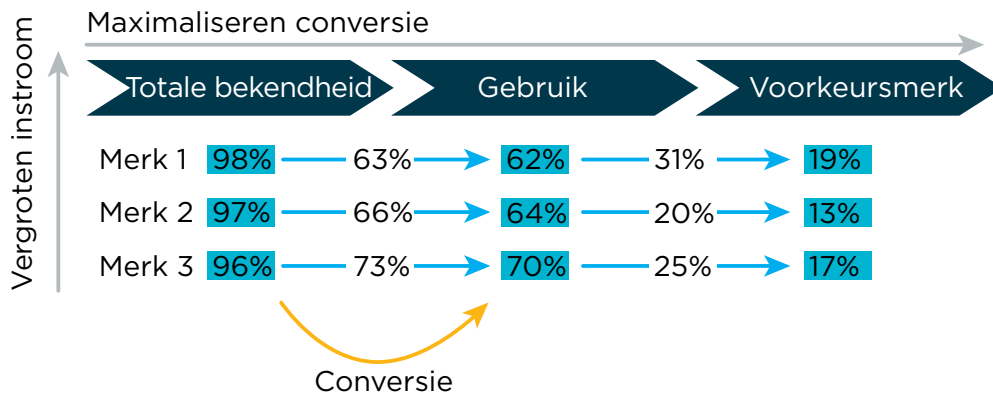 Maximaliseren conversie
Vergroten instroom
Totale bekendheid Gebruik Voorkeursmerk
Merk 1 98% 63% 62% 31% 19%
Merk 2 97% 66% 64% 20% 13%
Merk 3 96% 73% 70% 25% 17%
Conversie